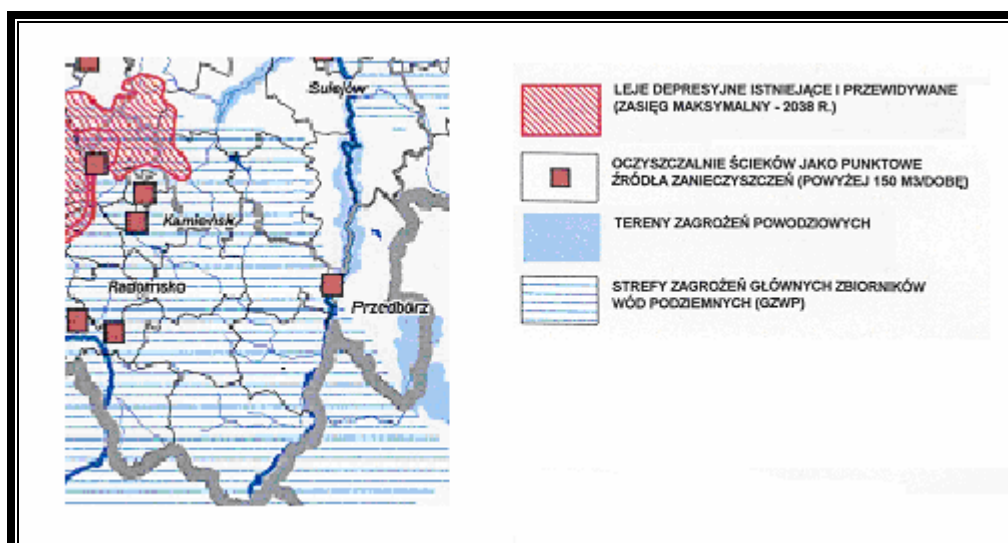 Sulejów
Kamieńsk
Radomsko
Przedbórz
LEJE DEPRESYJNE ISTNIEJĄCE I PRZEWIDYWANE
(ZASIĘG MAKSYMALNY - 2038 R.)
OCZYSZCZALNIE ŚCIEKÓW JAKO PUNKTOWE
ŹRÓDŁA ZANIECZYSZCZEŃ (POWYŻEJ 150 M3/DOBĘ)
TERENY ZAGROŻEŃ POWODZIOWYCH
STREFY ZAGROŻEŃ GŁÓWNYCH ZBIORNIKÓW
WÓD PODZIEMNYCH (GZWP)